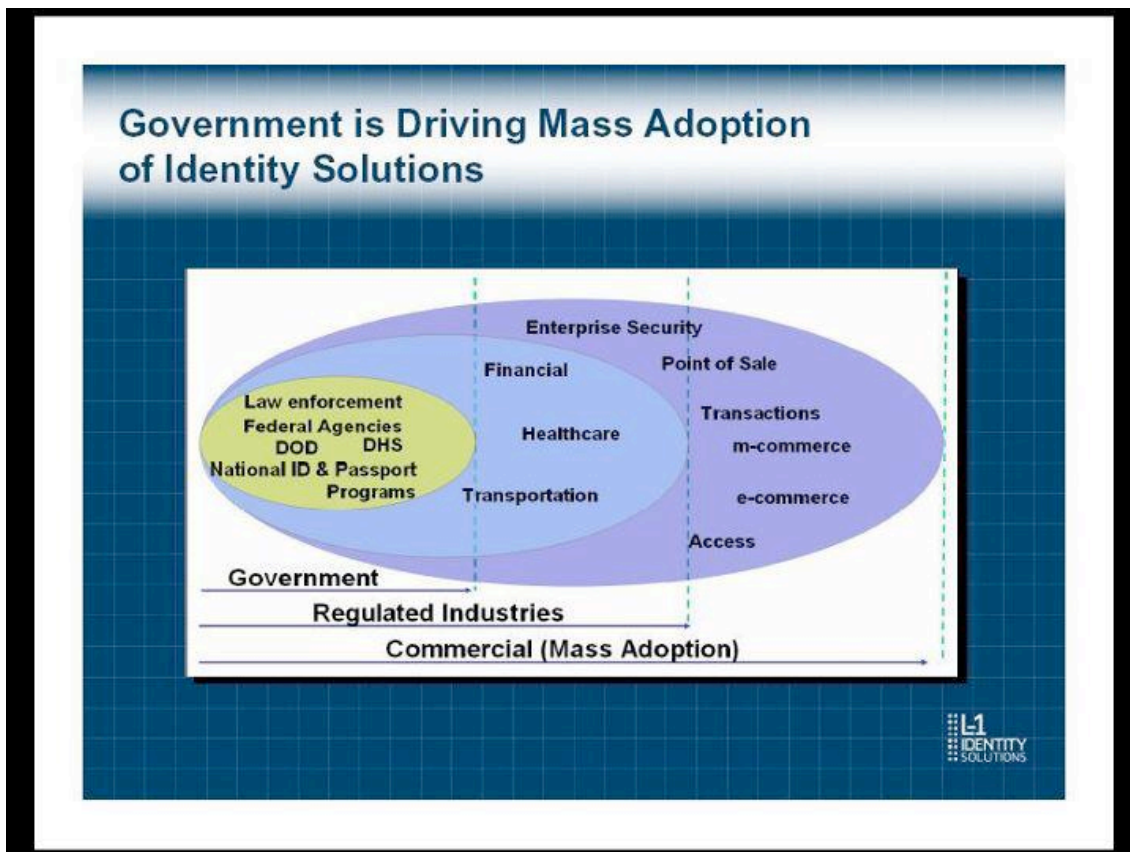 Government is Driving Mass Adoption
of Identity Solutions
Enterprise Security
Financial
Point of Sale
Law enforcement
Federal Agencies
DOD DHS
National ID & Passport
Programs
Healthcare
Transportation
Transactions
m-commerce
e-commerce
Access
Government
Regulated Industries
Commercial (Mass Adoption)
L-1
IDENTITY
SOLUTIONS